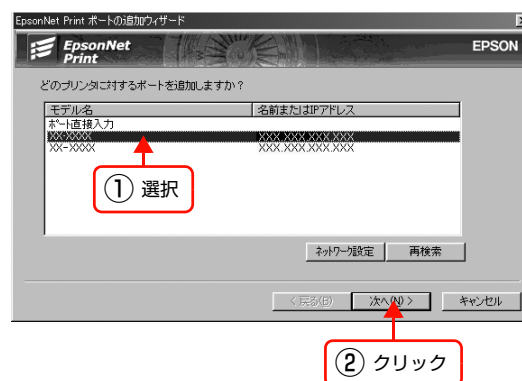 EpsonNet Print ポートの追加ウィザード
EpsonNet
Print
EPSON
どのプリンタに対するポートを追加しますか？
モデル名 名前またはIPアドレス
ポート直接入力
XX-XXXX XXX.XXX.XXX.XXX
XX-XXXX XXX.XXX.XXX.XXX
① 選択
ネットワーク設定 再検索
< 戻る(B) 次へ(N) > キャンセル
② クリック